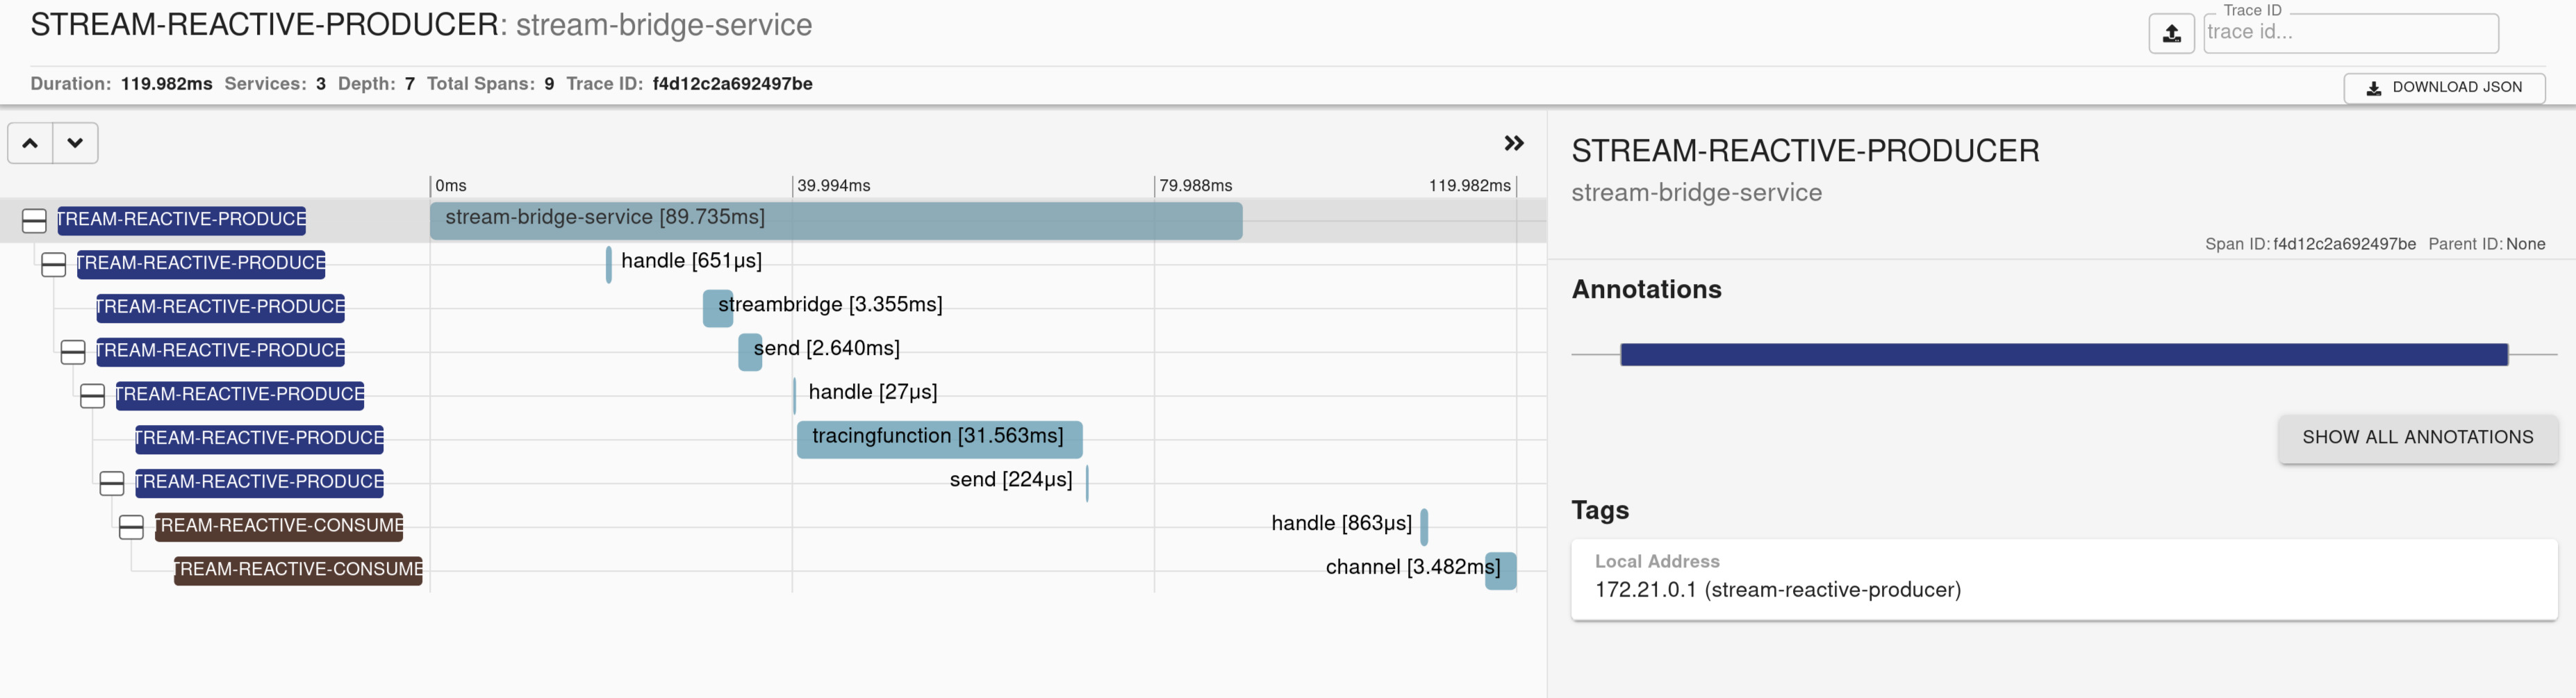 STREAM-REACTIVE-PRODUCER: stream-bridge-service
Trace ID
trace id...
Duration: 119.982ms Services: 3 Depth: 7 Total Spans: 9 Trace ID: f4d12c2a692497be
DOWNLOAD JSON
0ms 39.994ms 79.988ms 119.982ms
TREAM-REACTIVE-PRODUCE stream-bridge-service [89.735ms]
TREAM-REACTIVE-PRODUCE handle [651μs]
TREAM-REACTIVE-PRODUCE streambridge [3.355ms]
TREAM-REACTIVE-PRODUCE send [2.640ms]
TREAM-REACTIVE-PRODUCE handle [27μs]
TREAM-REACTIVE-PRODUCE tracingfunction [31.563ms]
TREAM-REACTIVE-PRODUCE send [224μs]
TREAM-REACTIVE-CONSUME handle [863μs]
TREAM-REACTIVE-CONSUME channel [3.482ms]
STREAM-REACTIVE-PRODUCER
stream-bridge-service
Span ID: f4d12c2a692497be Parent ID: None
Annotations
SHOW ALL ANNOTATIONS
Tags
Local Address
172.21.0.1 (stream-reactive-producer)